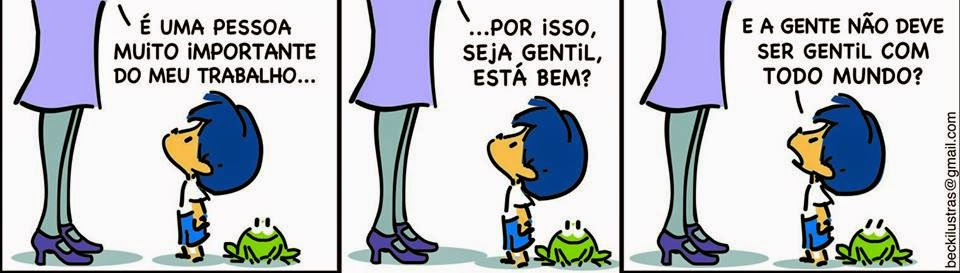 É UMA PESSOA
MUiTO iMPORTANTE
DO MEU TRABALHO...
...POR iSSO,
SEJA GENTiL,
ESTÁ BEM?
E A GENTE NÃO DEVE
SER GENTiL COM
TODO MUNDO?
beckilustras@gmail.com